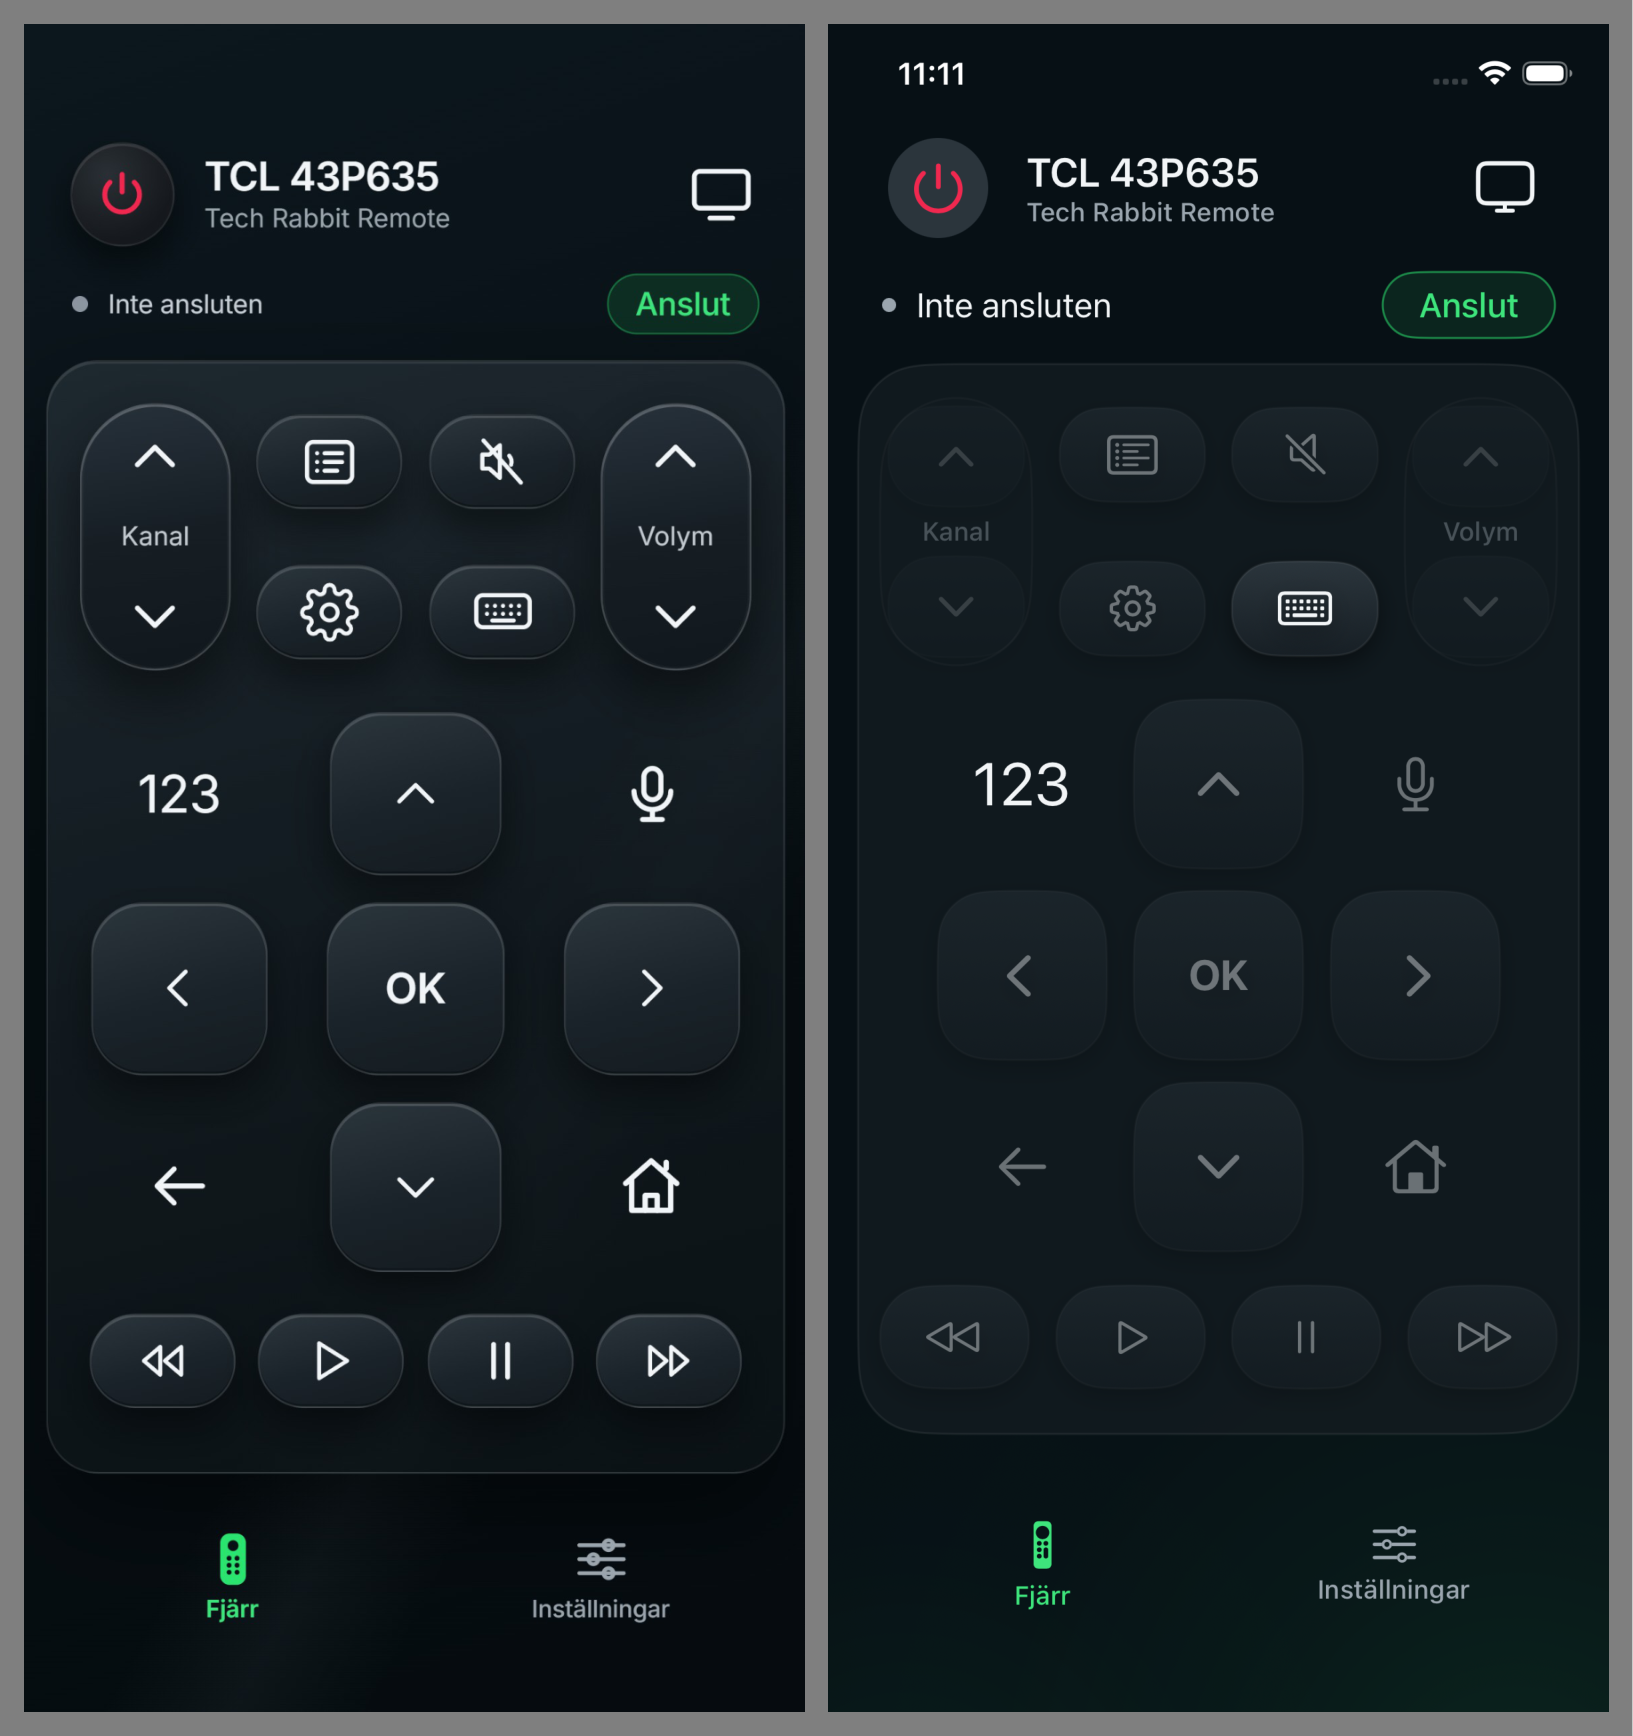 TCL 43P635
Tech Rabbit Remote
Inte ansluten
Anslut
Kanal
Volym
123
OK
Fjärr
Inställningar
11:11
TCL 43P635
Tech Rabbit Remote
Inte ansluten
Anslut
Kanal
Volym
123
OK
Fjärr
Inställningar